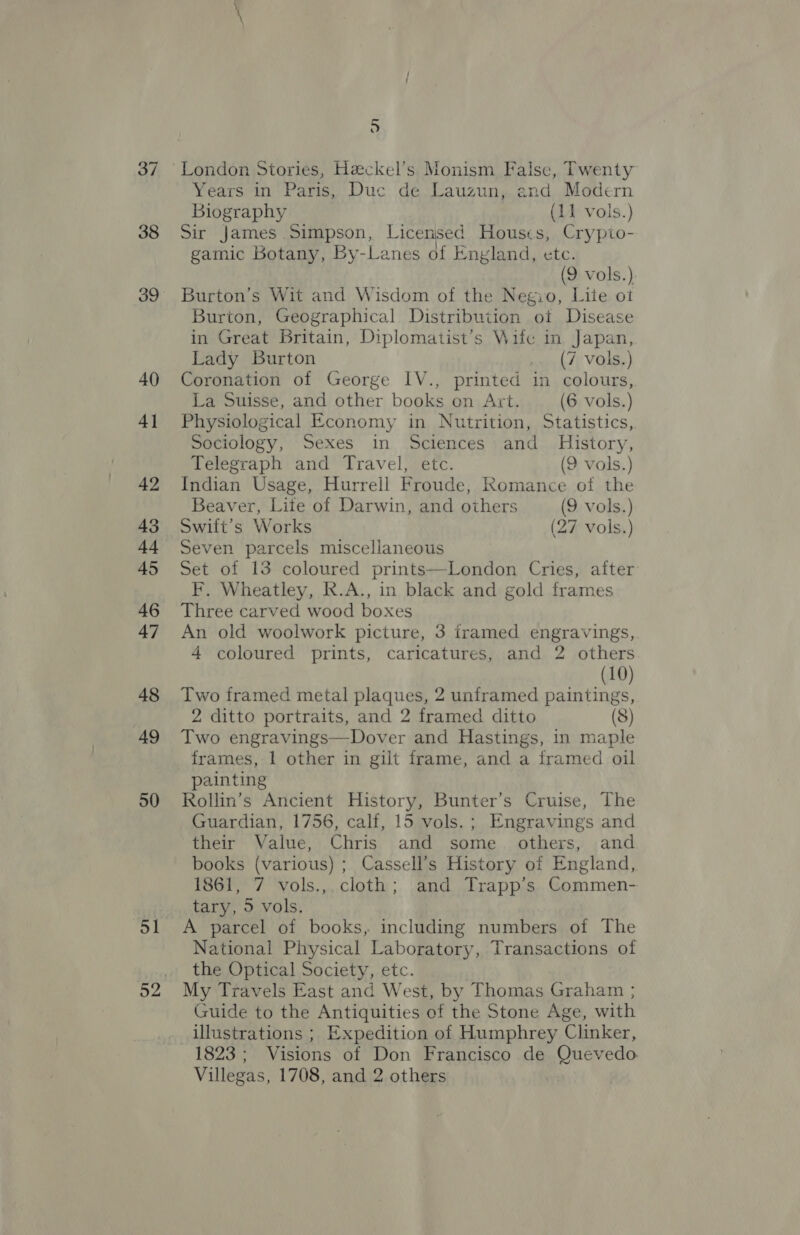 5
37 London Stories, Hæckel's Monism False, Twenty
Years in Paris, Duc de Lauzun, and Modern
Biography (11 vols.)
38 Sir James Simpson, Licensed Houses, Crypto-
gamic Botany, By-Lanes of England, etc.
(9 vols.)
39 Burton's Wit and Wisdom of the Negro, Life of
Burton, Geographical Distribution of Disease
in Great Britain, Diplomatist's Wife in Japan,
Lady Burton (7 vols.)
40 Coronation of George IV., printed in colours,
La Suisse, and other books on Art. (6 vols.)
41 Physiological Economy in Nutrition, Statistics,
Sociology, Sexes in Sciences and History,
Telegraph and Travel, etc. (9 vols.)
42 Indian Usage, Hurrell Froude, Romance of the
Beaver, Life of Darwin, and others (9 vols.)
43 Swift's Works (27 vols.)
44 Seven parcels miscellaneous
45 Set of 13 coloured prints—London Cries, after
F. Wheatley, R.A., in black and gold frames
46 Three carved wood boxes
47 An old woolwork picture, 3 framed engravings,
4 coloured prints, caricatures, and 2 others
(10)
48 Two framed metal plaques, 2 unframed paintings,
2 ditto portraits, and 2 framed ditto (8)
49 Two engravings—Dover and Hastings, in maple
frames, 1 other in gilt frame, and a framed oil
painting
50 Rollin's Ancient History, Bunter's Cruise, The
Guardian, 1756, calf, 15 vols. ; Engravings and
their Value, Chris and some others, and
books (various) ; Cassell's History of England,
1861, 7 vols., cloth ; and Trapp's Commen-
tary, 5 vols.
51 A parcel of books, including numbers of The
National Physical Laboratory, Transactions of
the Optical Society, etc.
52 My Travels East and West, by Thomas Graham ;
Guide to the Antiquities of the Stone Age, with
illustrations ; Expedition of Humphrey Clinker,
1823 ; Visions of Don Francisco de Quevedo
Villegas, 1708, and 2 others